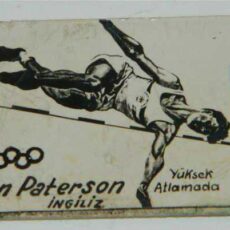 n Paterson
İNGİLİZ
Yüksek
Atlamada